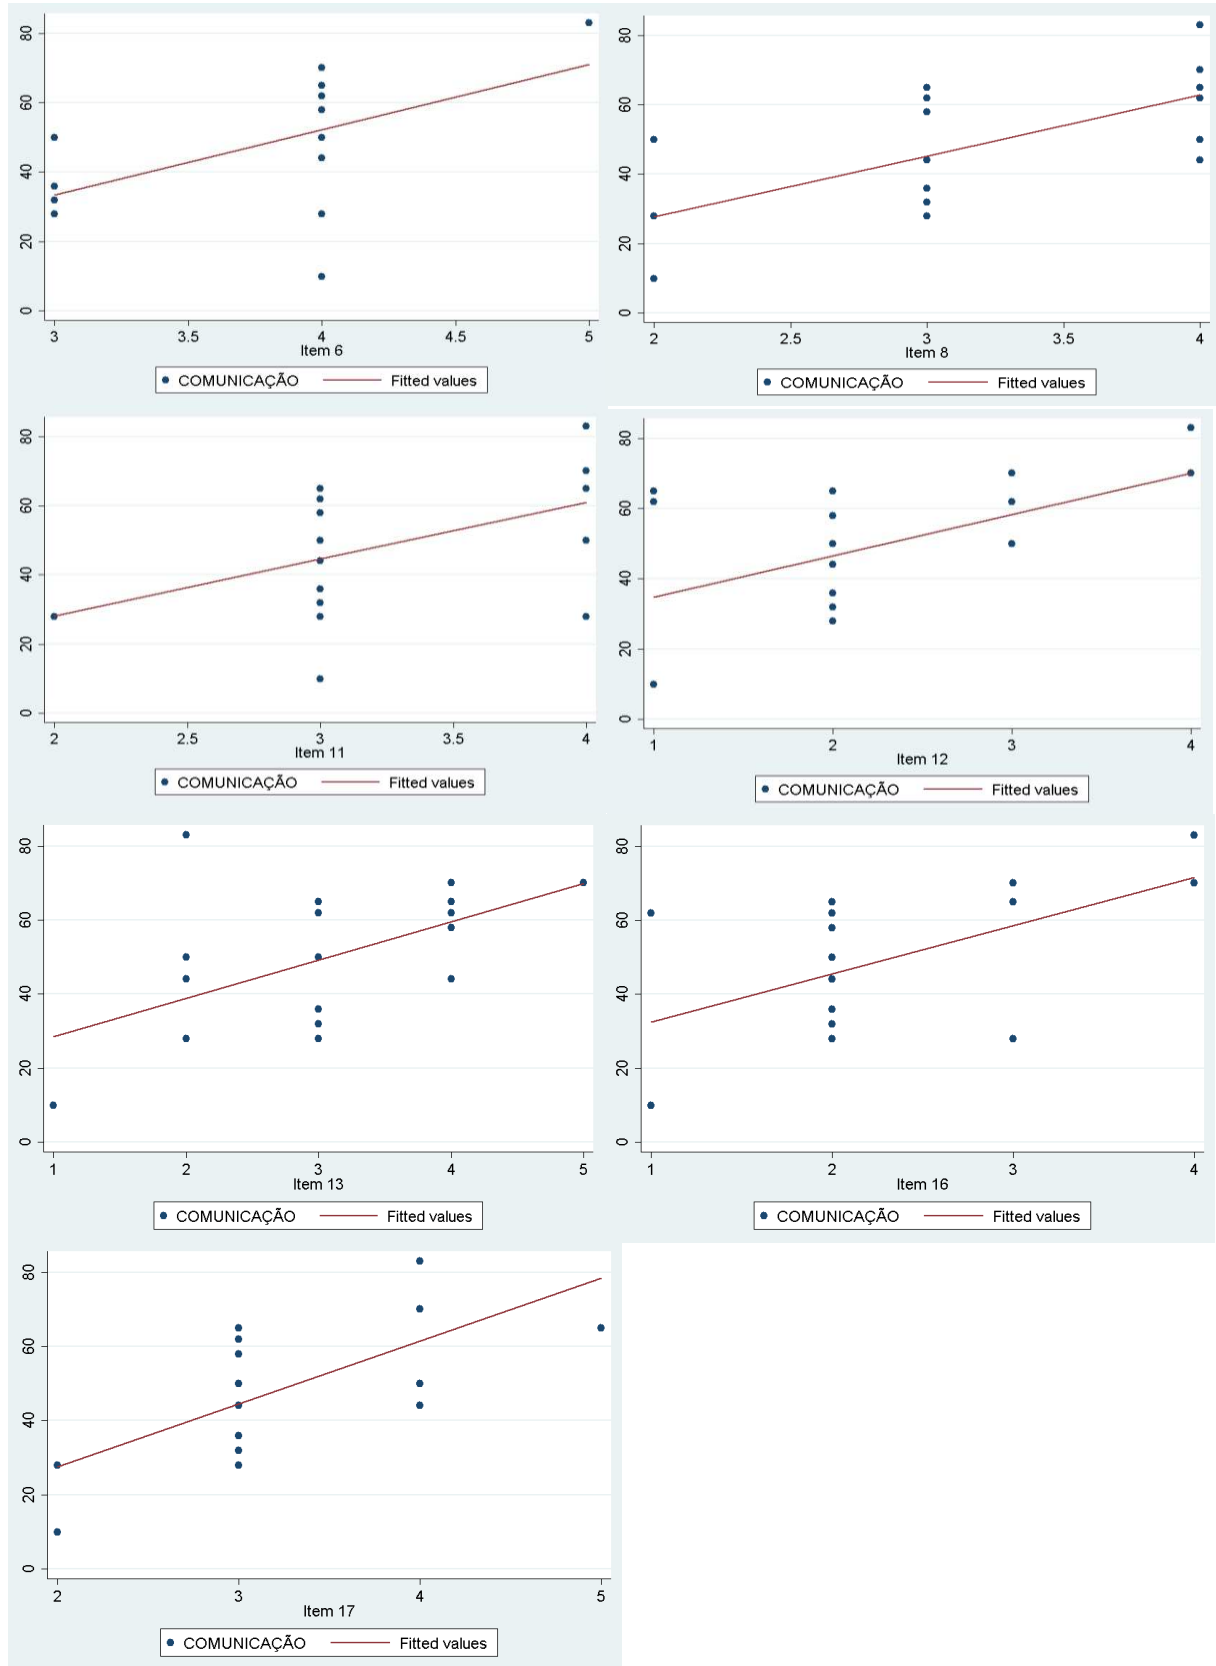 80
60
40
20
0
3 3.5 4 4.5 5
Item 6
COMUNICAÇÃO Fitted values
80
60
40
20
0
2 2.5 3 3.5 4
Item 8
COMUNICAÇÃO Fitted values
80
60
40
20
0
2 2.5 3 3.5 4
Item 11
COMUNICAÇÃO Fitted values
80
60
40
20
0
1 2 3 4
Item 12
COMUNICAÇÃO Fitted values
80
60
40
20
0
1 2 3 4 5
Item 13
COMUNICAÇÃO Fitted values
80
60
40
20
0
1 2 3 4
Item 16
COMUNICAÇÃO Fitted values
80
60
40
20
0
2 3 4 5
Item 17
COMUNICAÇÃO Fitted values